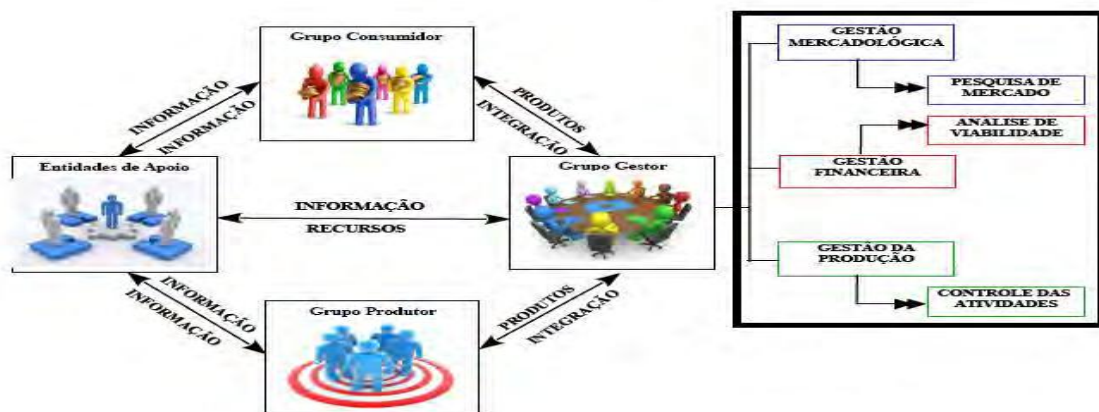 Grupo Consumidor
INFORMAÇÃO
INFORMAÇÃO
PRODUTOS
INTEGRAÇÃO
Entidades de Apoio
INFORMAÇÃO
RECURSOS
Grupo Gestor
INFORMAÇÃO
INFORMAÇÃO
Grupo Produtor
PRODUTOS
INTEGRAÇÃO
GESTÃO
MERCADOLÓGICA
PESQUISA DE
MERCADO
ANALISE DE
VIABILIDADE
GESTÃO
FINANCEIRA
GESTÃO DA
PRODUÇÃO
CONTROLE DAS
ATIVIDADES